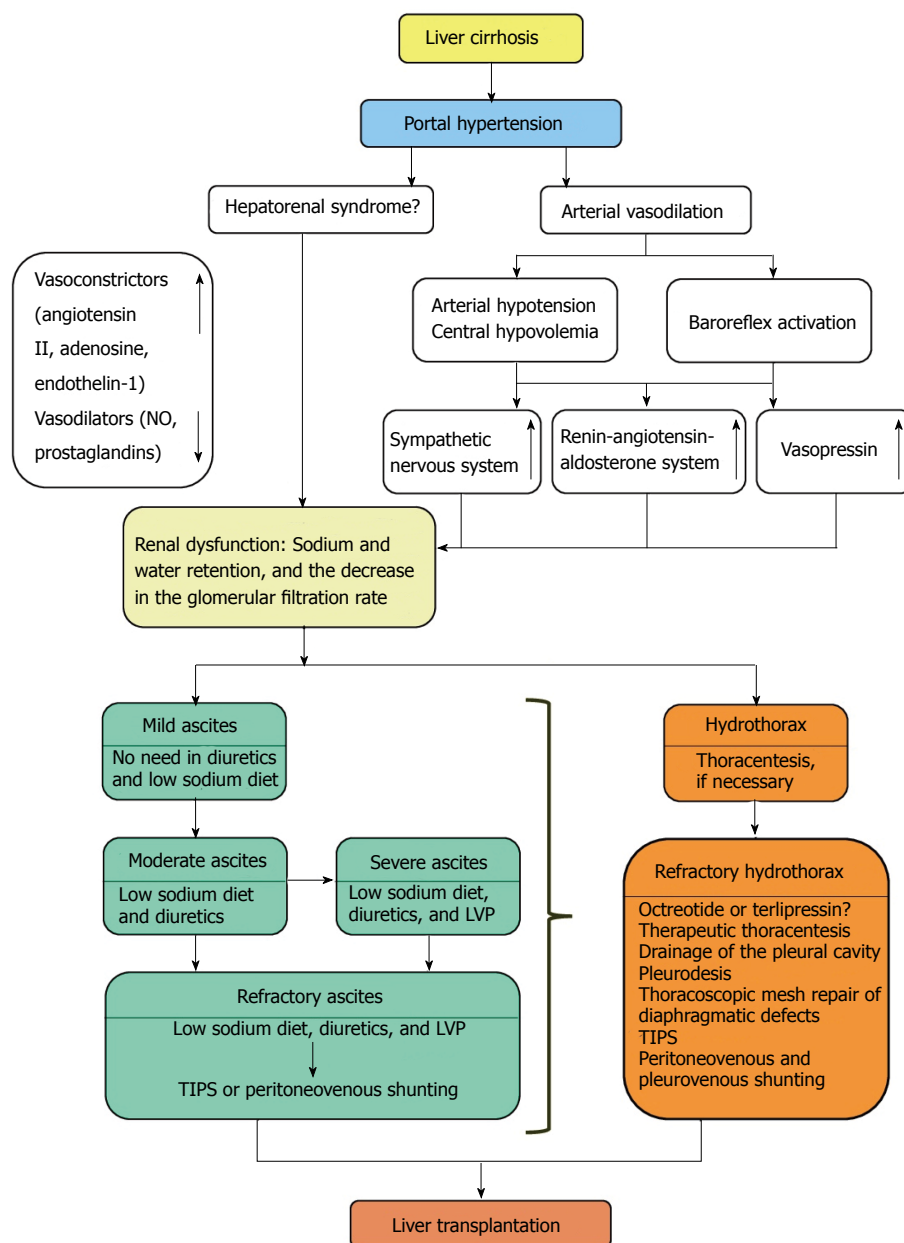 Liver cirrhosis
Portal hypertension
Hepatorenal syndrome?
Arterial vasodilation
Vasoconstrictors
(angiotensin
II, adenosine,
endothelin-1)
Vasodilators (NO,
prostaglandins)
Arterial hypotension
Central hypovolemia
Baroreflex activation
Sympathetic
nervous system
Renin-angiotensin-
aldosterone system
Vasopressin
Renal dysfunction: Sodium and
water retention, and the decrease
in the glomerular filtration rate
Mild ascites
No need in diuretics
and low sodium diet
Moderate ascites
Low sodium diet
and diuretics
Severe ascites
Low sodium diet,
diuretics, and LVP
Refractory ascites
Low sodium diet, diuretics, and LVP
TIPS or peritoneovenous shunting
Hydrothorax
Thoracentesis,
if necessary
Refractory hydrothorax
Octreotide or terlipressin?
Therapeutic thoracentesis
Drainage of the pleural cavity
Pleurodesis
Thoracoscopic mesh repair of
diaphragmatic defects
TIPS
Peritoneovenous and
pleurovenous shunting
Liver transplantation